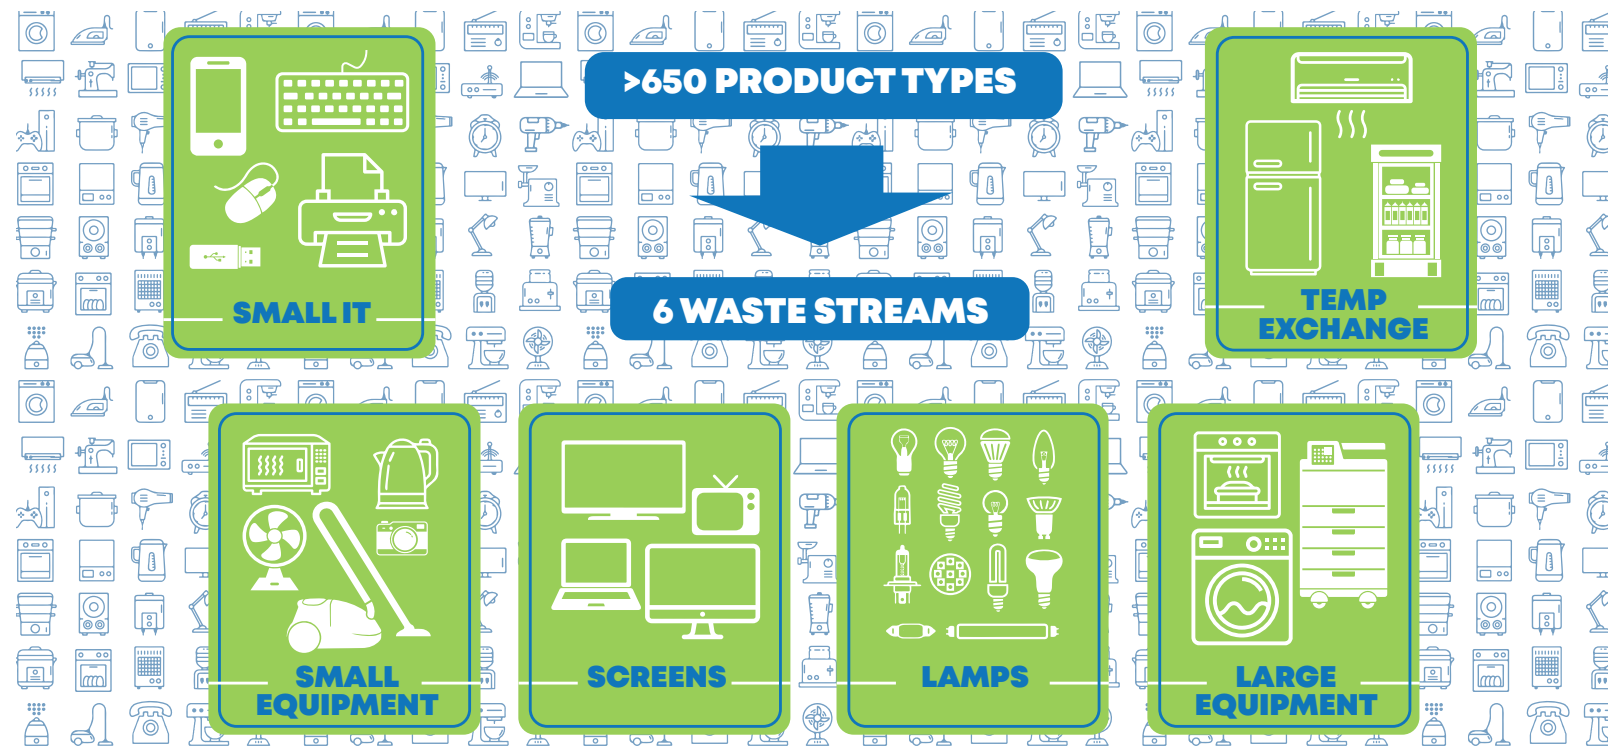 >650 PRODUCT TYPES
6 WASTE STREAMS
SMALL IT
TEMP
EXCHANGE
SMALL
EQUIPMENT
SCREENS
LAMPS
LARGE
EQUIPMENT